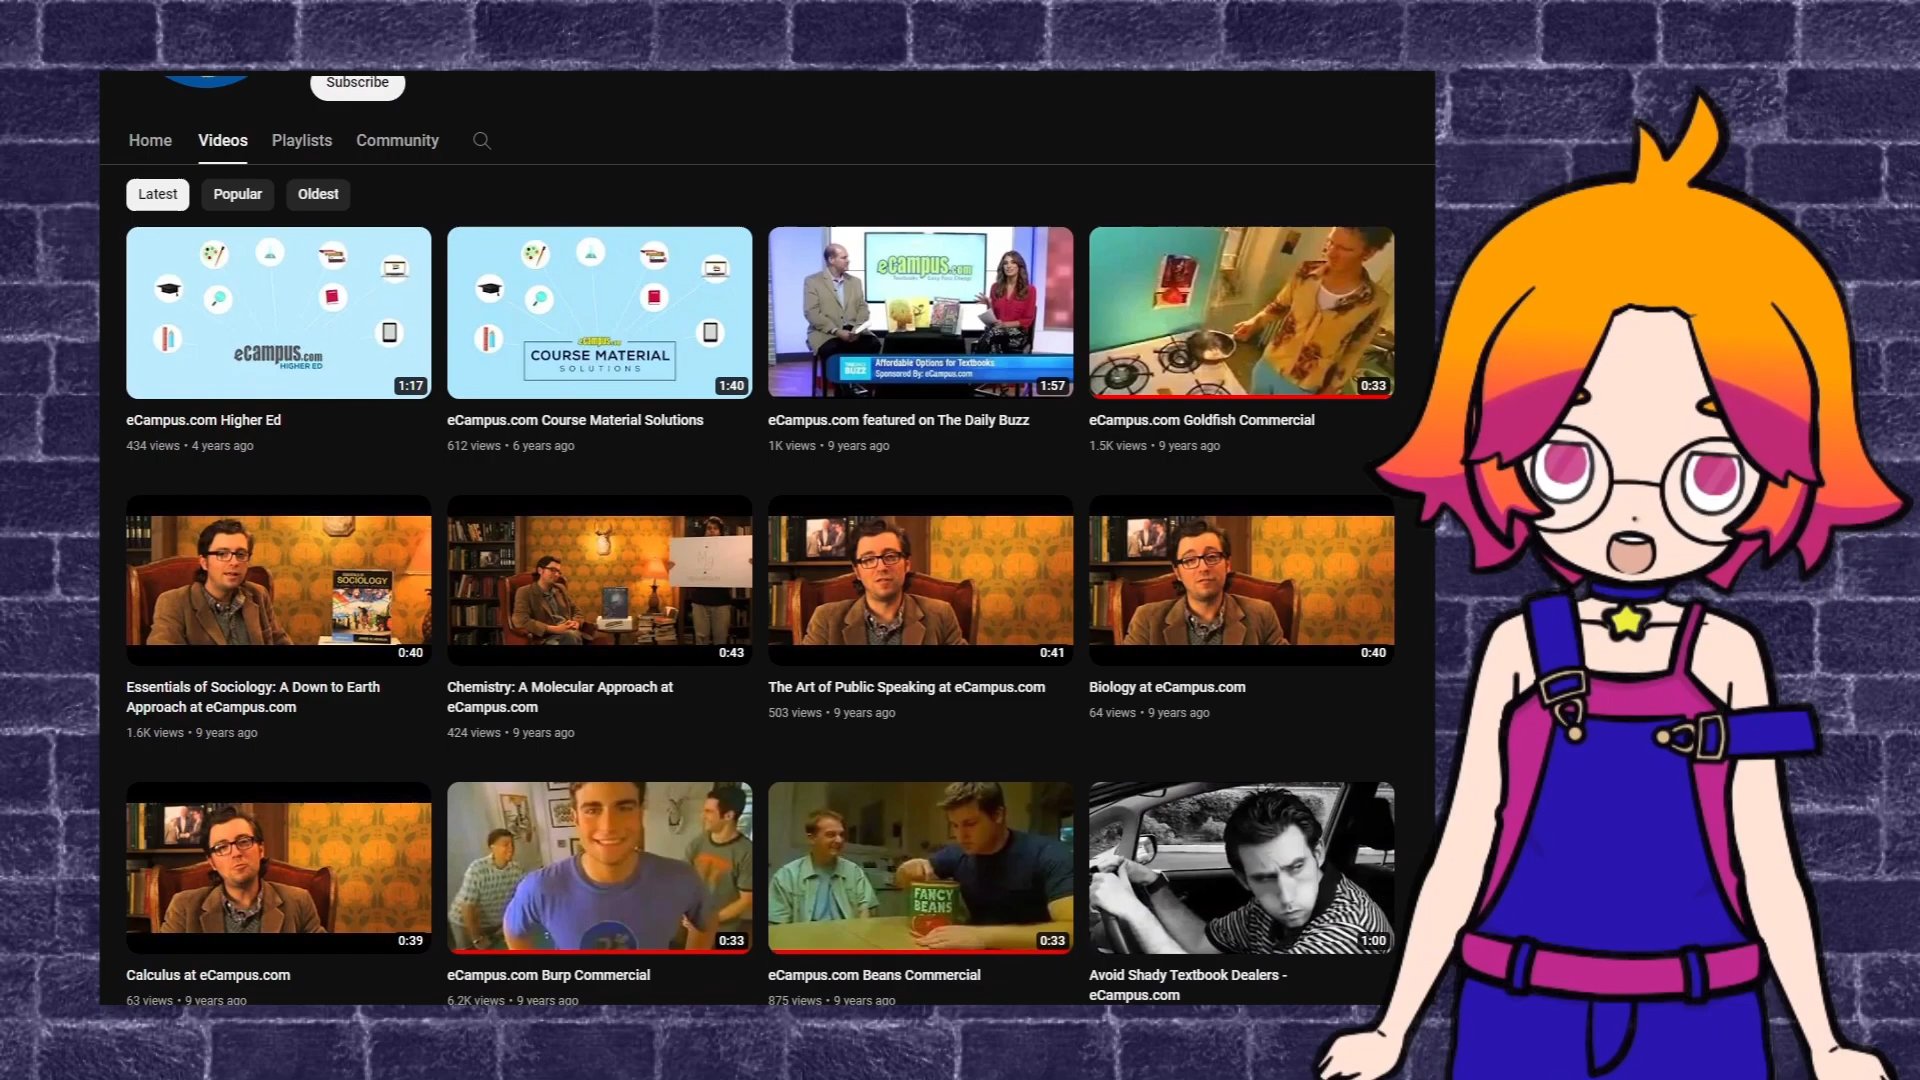 Subscribe
Home Videos Playlists Community
Latest Popular Oldest
eCampus.com
HIGHER ED
1:17
eCampus.com
COURSE MATERIAL
SOLUTIONS
1:40
eCampus.com
Textbooks Easy. Fast. Cheap!
BUZZ
Affordable Options for Textbooks
Sponsored By: eCampus.com
1:57
0:33
eCampus.com Higher Ed
434 views • 4 years ago
eCampus.com Course Material Solutions
612 views • 6 years ago
eCampus.com featured on The Daily Buzz
1K views • 9 years ago
eCampus.com Goldfish Commercial
1.5K views • 9 years ago
SOCIOLOGY
0:40
0:43
0:41
0:40
Essentials of Sociology: A Down to Earth
Approach at eCampus.com
1.6K views • 9 years ago
Chemistry: A Molecular Approach at
eCampus.com
424 views • 9 years ago
The Art of Public Speaking at eCampus.com
503 views • 9 years ago
Biology at eCampus.com
64 views • 9 years ago
0:39
0:33
FANCY
BEANS
0:33
1:00
Calculus at eCampus.com
63 views • 9 years ago
eCampus.com Burp Commercial
6.2K views • 9 years ago
eCampus.com Beans Commercial
875 views • 9 years ago
Avoid Shady Textbook Dealers -
eCampus.com